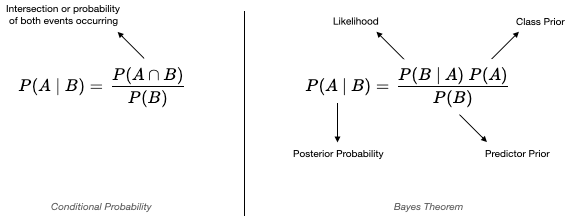 Intersection or probability
of both events occurring
P(A | B) = P(A ∩ B) / P(B)
Conditional Probability
Likelihood
Class Prior
P(A | B) = P(B | A) P(A) / P(B)
Posterior Probability
Predictor Prior
Bayes Theorem